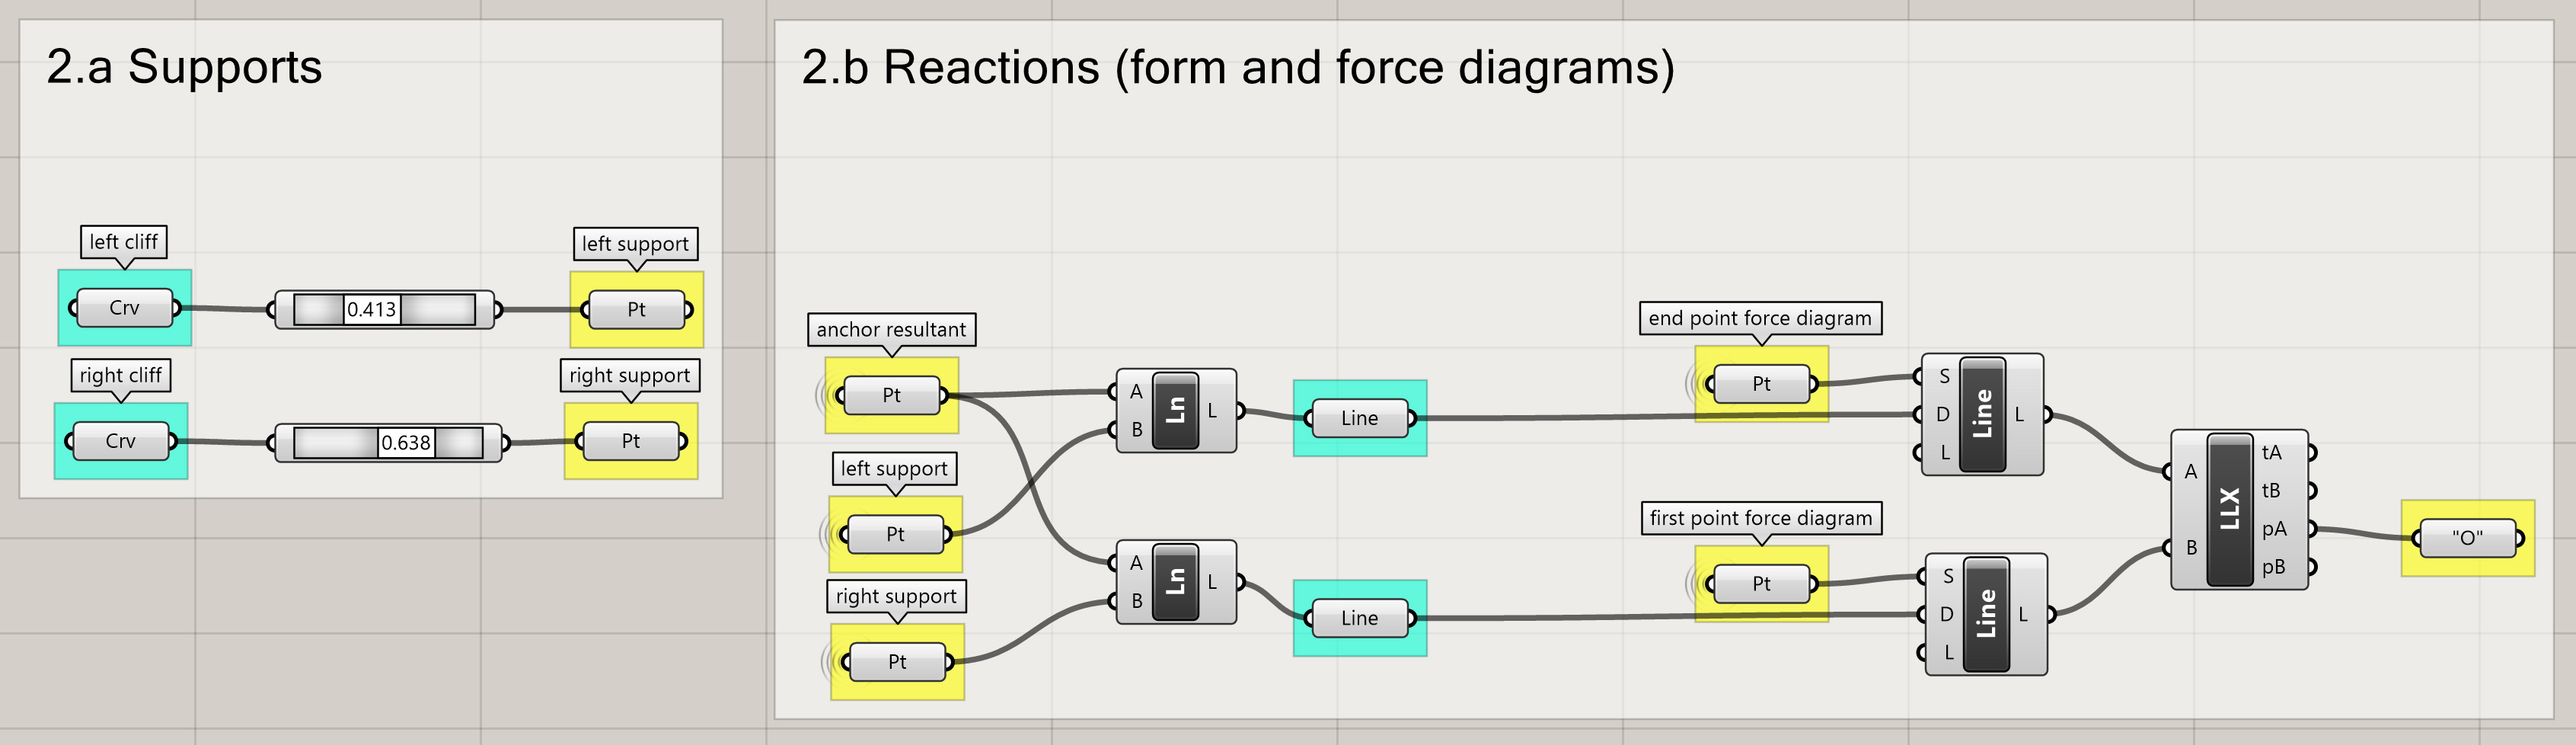 2.a Supports
left cliff
Crv
0.413
left support
Pt
right cliff
Crv
0.638
right support
Pt
2.b Reactions (form and force diagrams)
anchor resultant
Pt
left support
Pt
right support
Pt
A
B
Ln
L
A
B
Ln
L
Line
Line
end point force diagram
Pt
first point force diagram
Pt
S
D
L
Line
L
S
D
L
Line
L
A
B
LLX
tA
tB
pA
pB
"O"